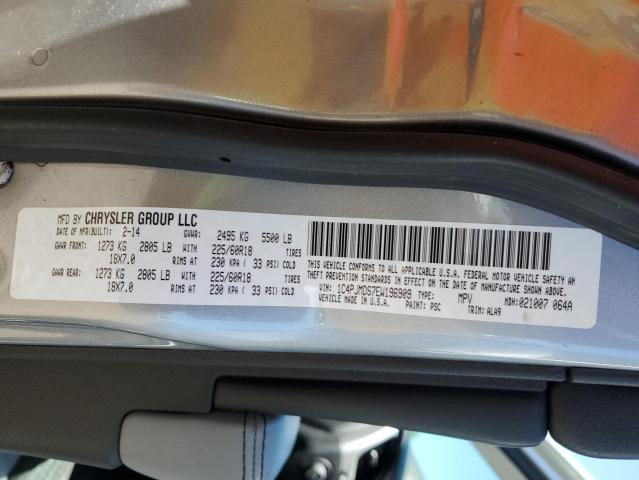 MFD BY CHRYSLER GROUP LLC
DATE OF MFR(BUILT): 2-14 GVWR: 2495 KG 5500 LB
GAWR FRONT: 1273 KG 2805 LB WITH 225/60R18 TIRES
18X7.0 RIMS AT 230 KPA ( 33 PSI) COLD
GAWR REAR: 1273 KG 2805 LB WITH 225/60R18 TIRES
18X7.0 RIMS AT 230 KPA ( 33 PSI) COLD
THIS VEHICLE CONFORMS TO ALL APPLICABLE U.S.A. FEDERAL MOTOR VEHICLE SAFETY AN
THEFT PREVENTION STANDARDS IN EFFECT ON THE DATE OF MANUFACTURE SHOWN ABOVE.
VIN: 1C4PJMDS7EW196909 TYPE: MPV MDH:021007 064A
VEHICLE MADE IN U.S.A. PAINT: PSC TRIM: ALA9